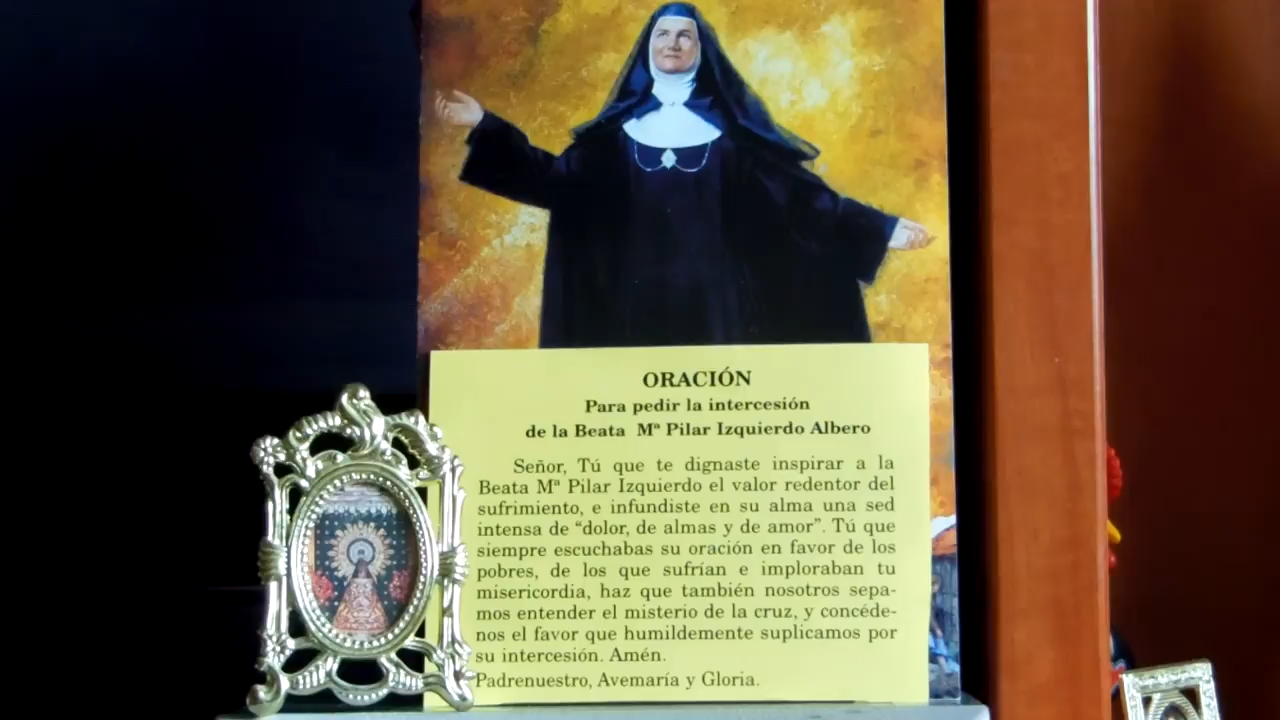 ORACIÓN
Para pedir la intercesión
de la Beata Mª Pilar Izquierdo Albero
Señor, Tú que te dignaste inspirar a la
Beata Mª Pilar Izquierdo el valor redentor del
sufrimiento, e infundiste en su alma una sed
intensa de “dolor, de almas y de amor”. Tú que
siempre escuchabas su oración en favor de los
pobres, de los que sufrían e imploraban tu
misericordia, haz que también nosotros sepa-
mos entender el misterio de la cruz, y concéde-
nos el favor que humildemente suplicamos por
su intercesión. Amén.
Padrenuestro, Avemaría y Gloria.